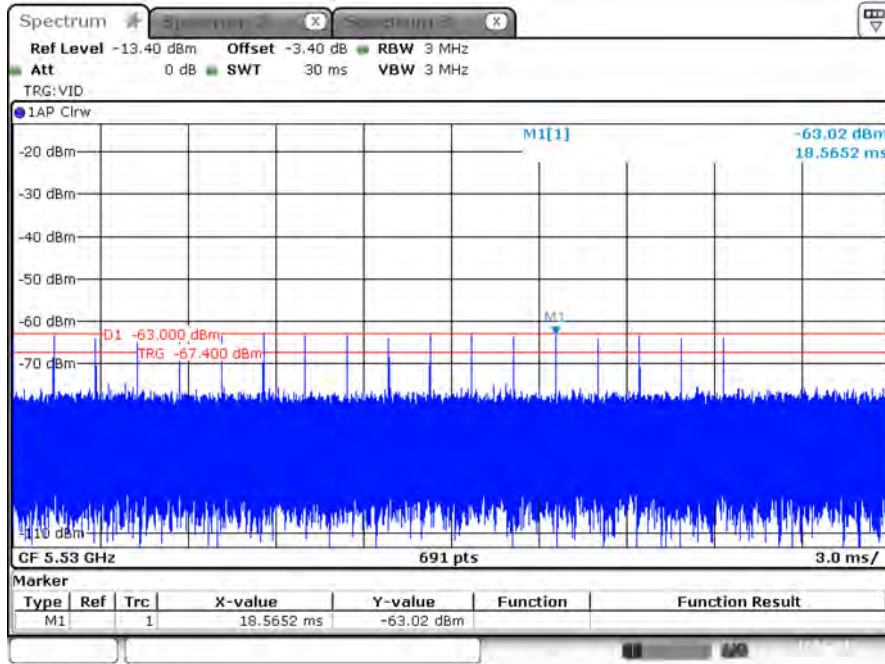 Spectrum
X
X
Ref Level -13.40 dBm Offset -3.40 dB RBW 3 MHz
Att 0 dB SWT 30 ms VBW 3 MHz
TRG:VID
1AP Clrw
M1[1] -63.02 dBm
18.5652 ms
-20 dBm
-30 dBm
-40 dBm
-50 dBm
-60 dBm
M1
D1 -63.000 dBm
TRG -67.400 dBm
-70 dBm
-110 dBm
CF 5.53 GHz 691 pts 3.0 ms/
Marker
Type Ref Trc X-value Y-value Function Function Result
M1 1 18.5652 ms -63.02 dBm